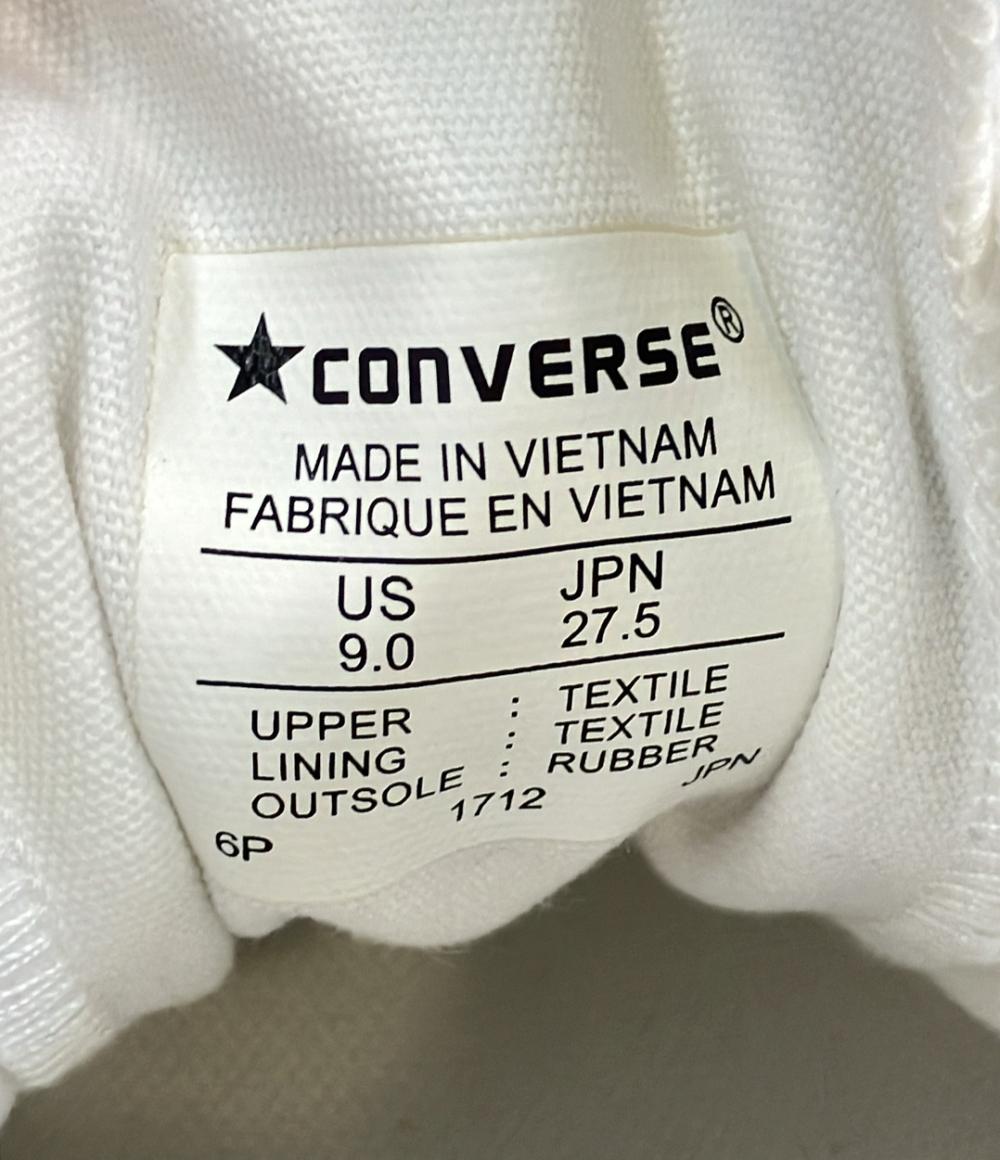 ★CONVERSE®
MADE IN VIETNAM
FABRIQUE EN VIETNAM
US JPN
9.0 27.5
UPPER : TEXTILE
LINING : TEXTILE
OUTSOLE : RUBBER
6P 1712 JPN